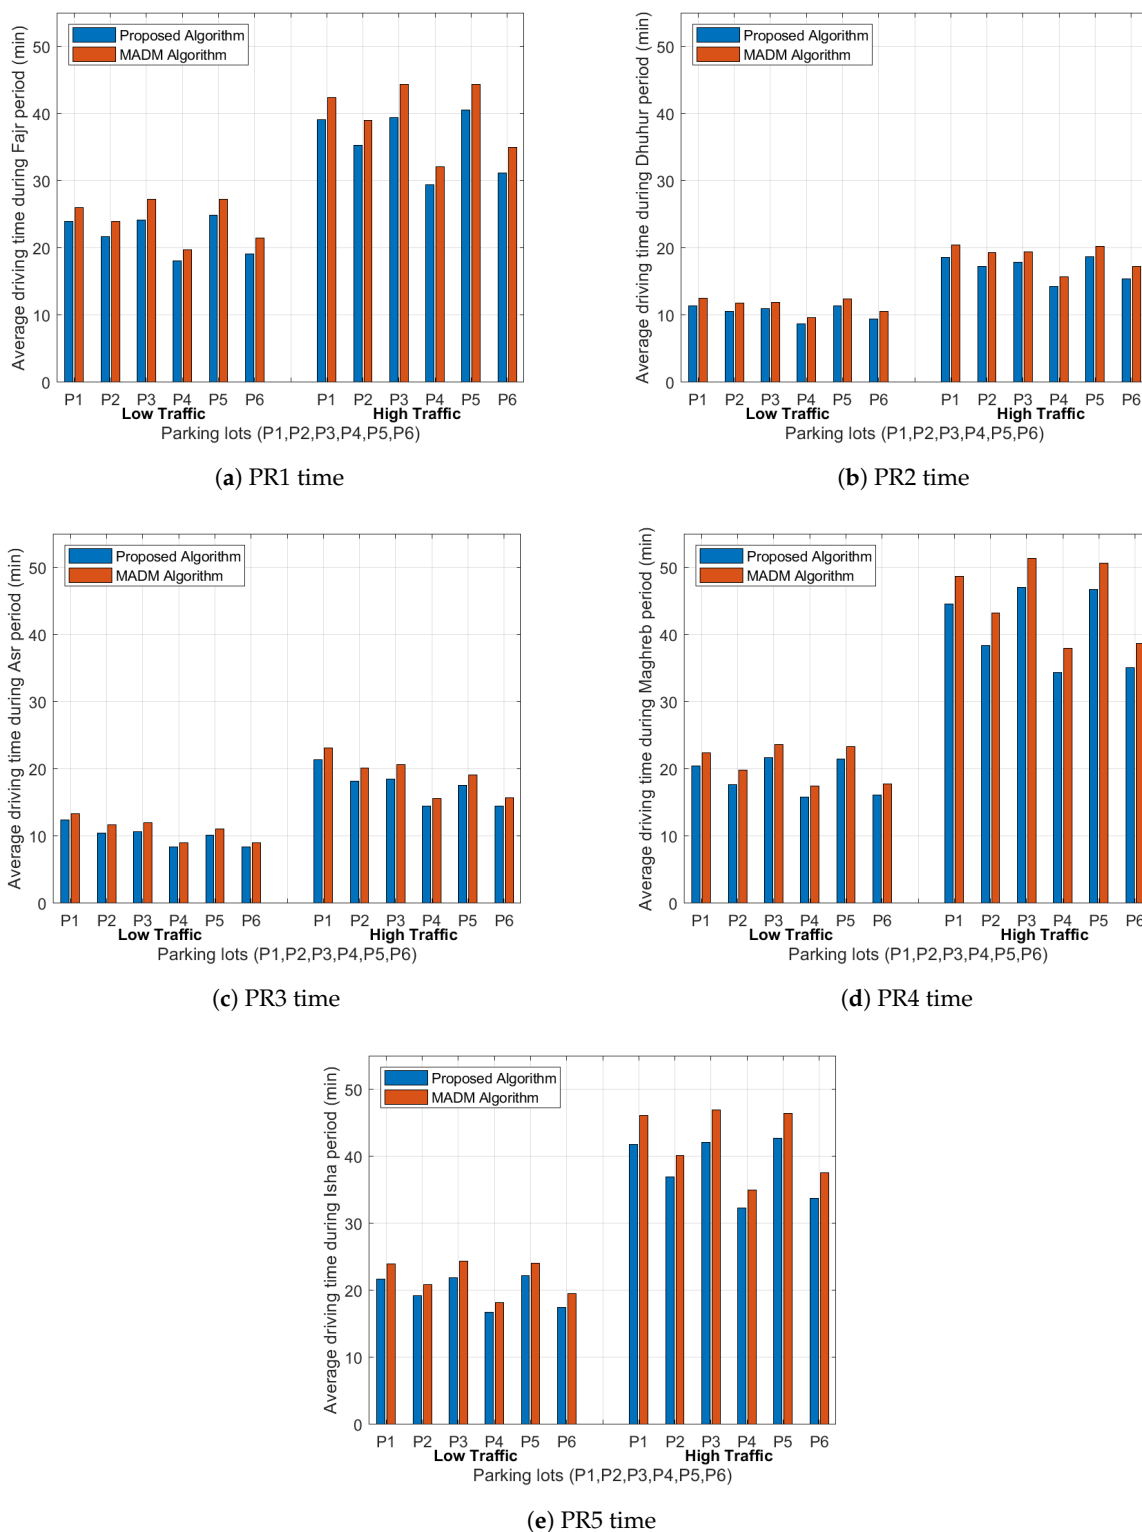 Average driving time during Fajr period (min)
50
40
30
20
10
0
Proposed Algorithm
MADM Algorithm
P1 P2 P3 P4 P5 P6 P1 P2 P3 P4 P5 P6
Low Traffic High Traffic
Parking lots (P1,P2,P3,P4,P5,P6)
(a) PR1 time
Average driving time during Dhuhur period (min)
50
40
30
20
10
0
Proposed Algorithm
MADM Algorithm
P1 P2 P3 P4 P5 P6 P1 P2 P3 P4 P5 P6
Low Traffic High Traffic
Parking lots (P1,P2,P3,P4,P5,P6)
(b) PR2 time
Average driving time during Asr period (min)
50
40
30
20
10
0
Proposed Algorithm
MADM Algorithm
P1 P2 P3 P4 P5 P6 P1 P2 P3 P4 P5 P6
Low Traffic High Traffic
Parking lots (P1,P2,P3,P4,P5,P6)
(c) PR3 time
Average driving time during Maghreb period (min)
50
40
30
20
10
0
Proposed Algorithm
MADM Algorithm
P1 P2 P3 P4 P5 P6 P1 P2 P3 P4 P5 P6
Low Traffic High Traffic
Parking lots (P1,P2,P3,P4,P5,P6)
(d) PR4 time
Average driving time during Isha period (min)
50
40
30
20
10
0
Proposed Algorithm
MADM Algorithm
P1 P2 P3 P4 P5 P6 P1 P2 P3 P4 P5 P6
Low Traffic High Traffic
Parking lots (P1,P2,P3,P4,P5,P6)
(e) PR5 time